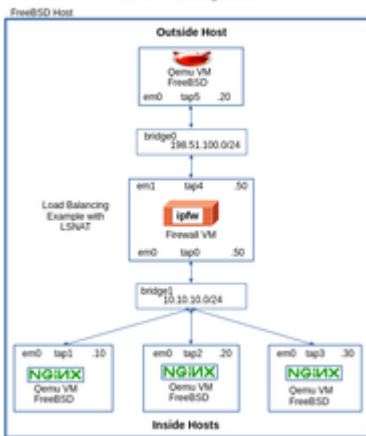 FreeBSD Host
Outside Host
Qemu VM
FreeBSD
em0 tap5 .20
bridge0
198.51.100.0/24
em1 tap4 .50
Load Balancing
Example with
LSNAT
ipfw
Firewall VM
em0 tap0 .50
bridge1
10.10.10.0/24
em0 tap1 .10
em0 tap2 .20
em0 tap3 .30
NGINX
NGINX
NGINX
Qemu VM
FreeBSD
Qemu VM
FreeBSD
Qemu VM
FreeBSD
Inside Hosts